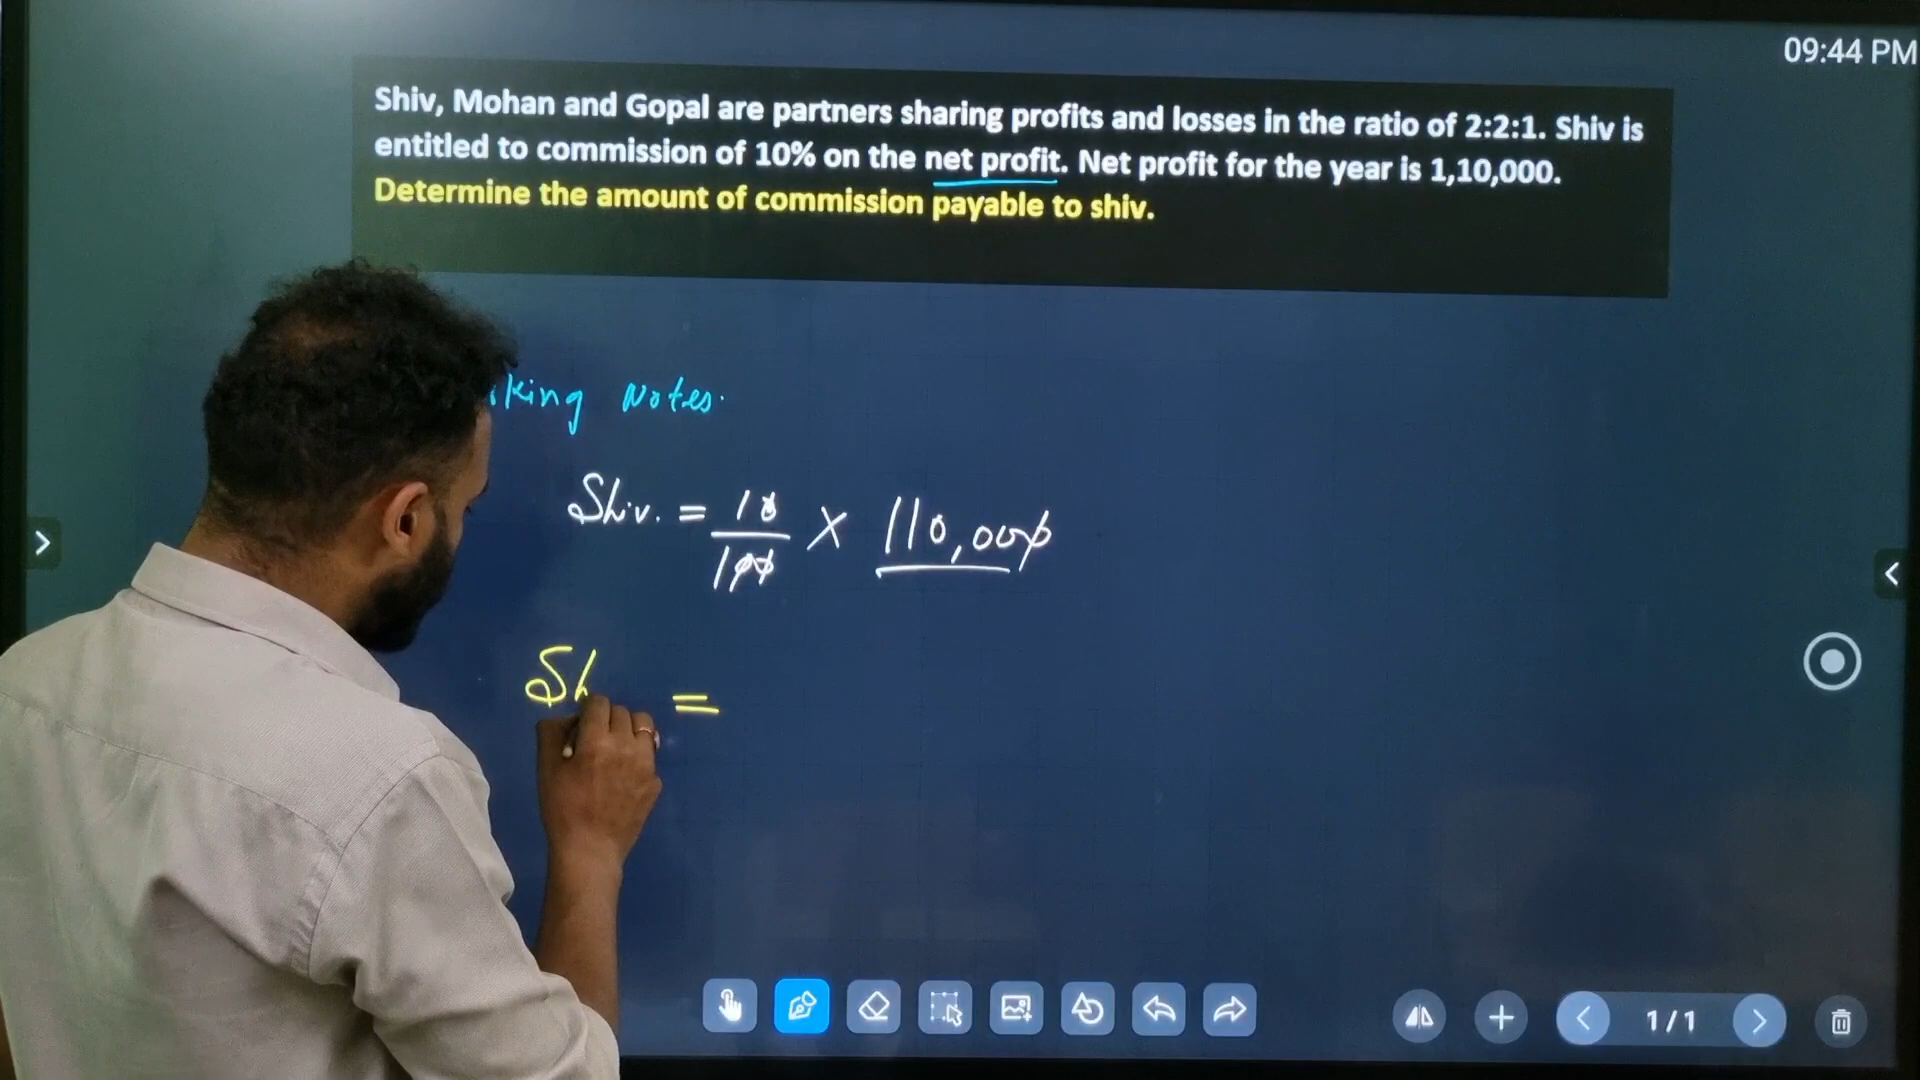 09:44 PM
Shiv, Mohan and Gopal are partners sharing profits and losses in the ratio of 2:2:1. Shiv is
entitled to commission of 10% on the net profit. Net profit for the year is 1,10,000.
Determine the amount of commission payable to shiv.
king Notes.
Shiv. = 10/100 × 110,000
Sh =
1/1